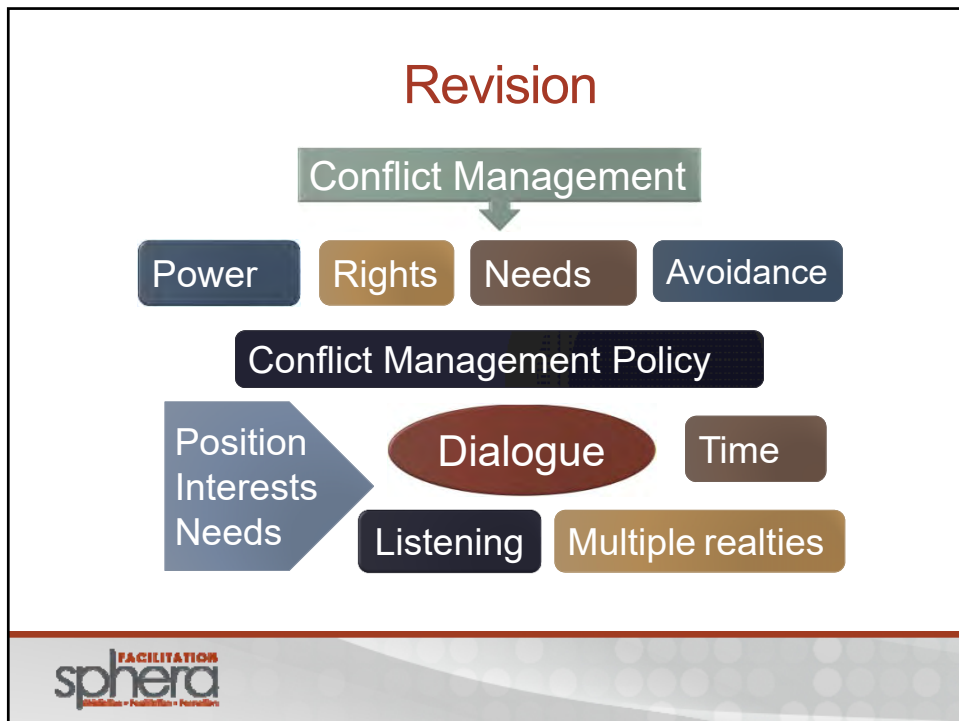 Revision
Conflict Management
Power Rights Needs Avoidance
Conflict Management Policy
Position
Interests
Needs
Dialogue
Time
Listening
Multiple realties
FACILITATION
sphera